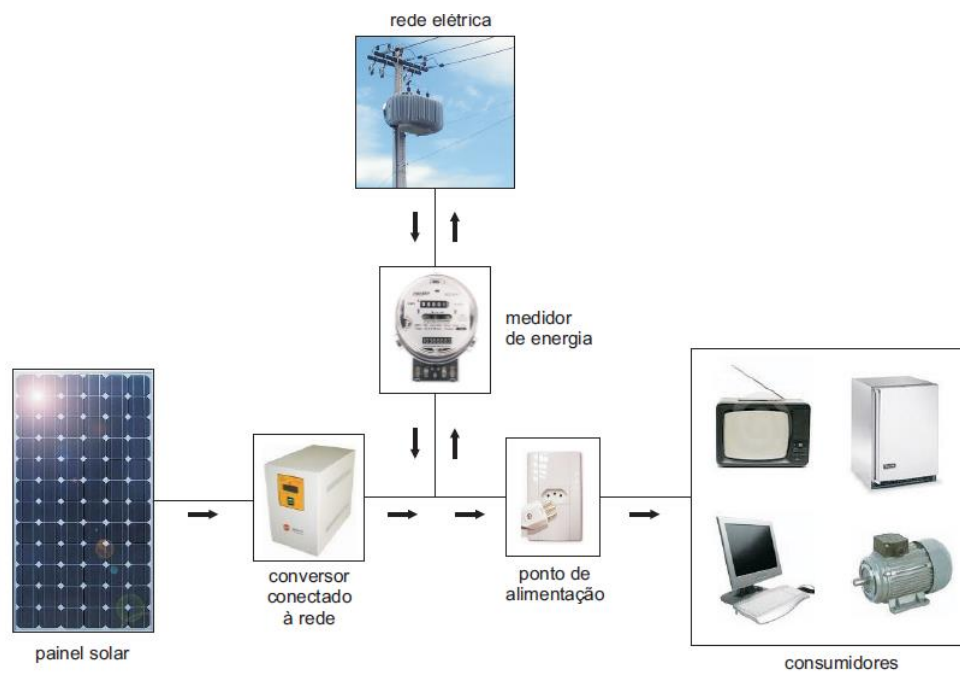 rede elétrica
medidor
de energia
conversor
conectado
à rede
ponto de
alimentação
painel solar
consumidores